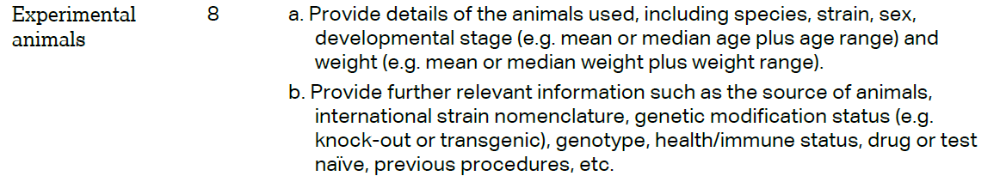 Experimental animals
8
a. Provide details of the animals used, including species, strain, sex,
developmental stage (e.g. mean or median age plus age range) and
weight (e.g. mean or median weight plus weight range).
b. Provide further relevant information such as the source of animals,
international strain nomenclature, genetic modification status (e.g.
knock-out or transgenic), genotype, health/immune status, drug or test
naïve, previous procedures, etc.